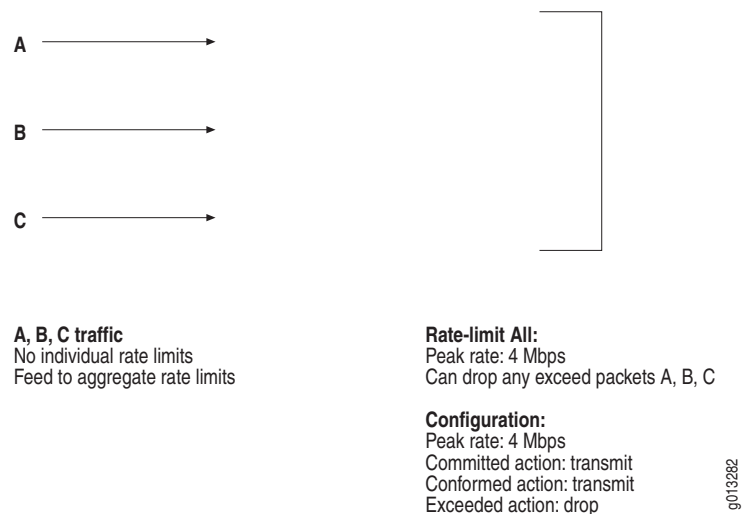 A
B
C
A, B, C traffic
No individual rate limits
Feed to aggregate rate limits
Rate-limit All:
Peak rate: 4 Mbps
Can drop any exceed packets A, B, C
Configuration:
Peak rate: 4 Mbps
Committed action: transmit
Conformed action: transmit
Exceeded action: drop
g013282